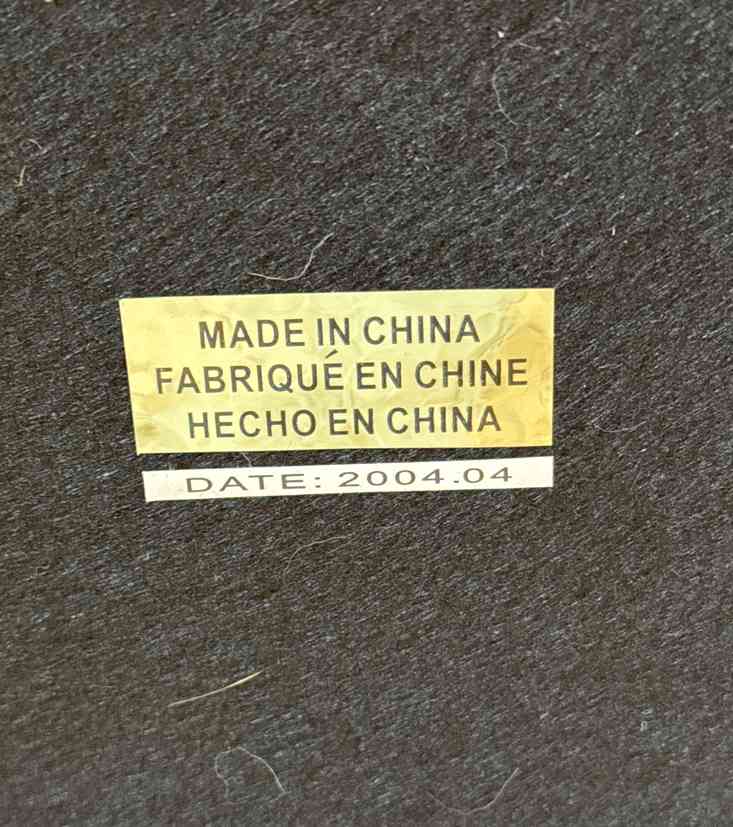 MADE IN CHINA
FABRIQUÉ EN CHINE
HECHO EN CHINA
DATE: 2004.04